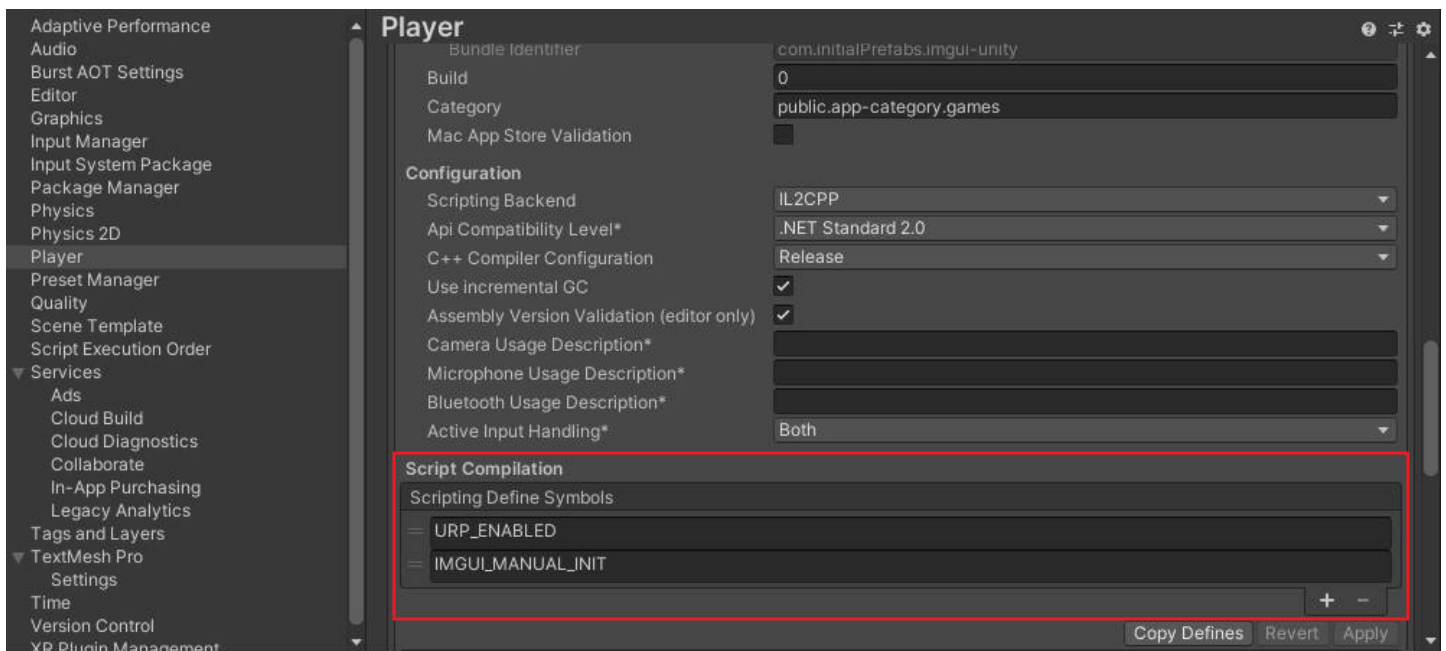 Adaptive Performance
Audio
Burst AOT Settings
Editor
Graphics
Input Manager
Input System Package
Package Manager
Physics
Physics 2D
Player
Preset Manager
Quality
Scene Template
Script Execution Order
Services
Ads
Cloud Build
Cloud Diagnostics
Collaborate
In-App Purchasing
Legacy Analytics
Tags and Layers
TextMesh Pro
Settings
Time
Version Control
XR Plugin Management
Player
Bundle Identifier com.initialPrefabs.imgui-unity
Build 0
Category public.app-category.games
Mac App Store Validation
Configuration
Scripting Backend IL2CPP
Api Compatibility Level* .NET Standard 2.0
C++ Compiler Configuration Release
Use incremental GC
Assembly Version Validation (editor only)
Camera Usage Description*
Microphone Usage Description*
Bluetooth Usage Description*
Active Input Handling* Both
Script Compilation
Scripting Define Symbols
URP_ENABLED
IMGUI_MANUAL_INIT
Copy Defines Revert Apply